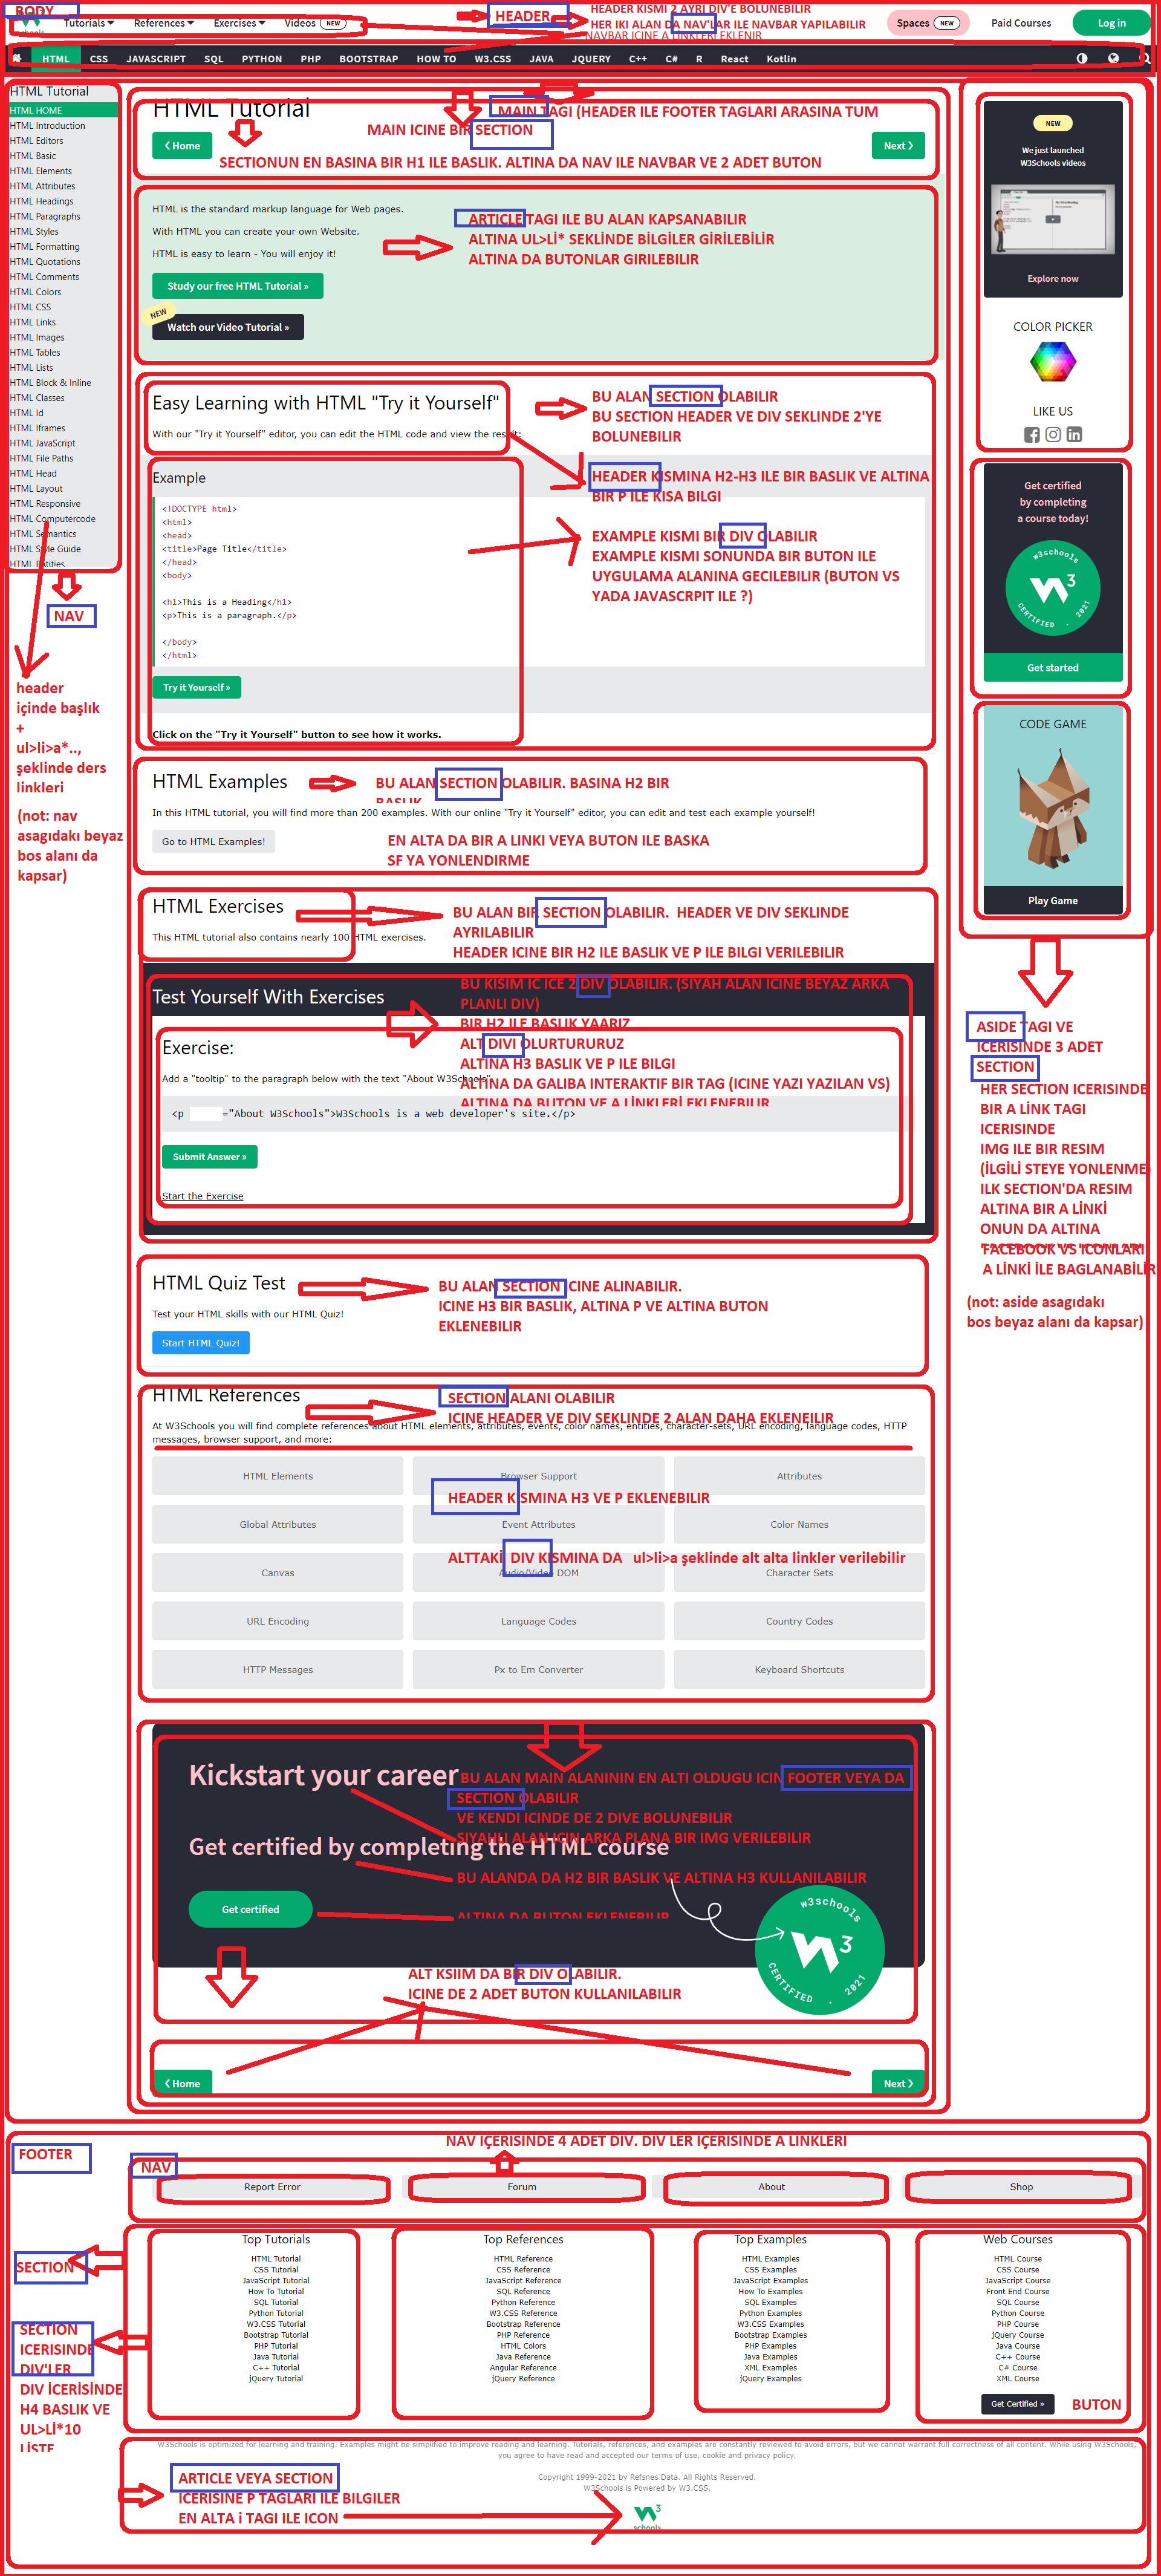 BODY
Tutorials
References
Exercises
Videos
NEW
HEADER
HEADER KISMI 2 AYRI DIV'E BOLUNEBILIR
HER IKI ALAN DA NAV'LAR ILE NAVBAR YAPILABILIR
NAVBAR ICINE A LINKLERI EKLENIR
Spaces NEW
Paid Courses
Log in
HTML CSS JAVASCRIPT SQL PYTHON PHP BOOTSTRAP HOW TO W3.CSS JAVA JQUERY C++ C# R React Kotlin
HTML Tutorial
HTML HOME
HTML Introduction
HTML Editors
HTML Basic
HTML Elements
HTML Attributes
HTML Headings
HTML Paragraphs
HTML Styles
HTML Formatting
HTML Quotations
HTML Comments
HTML Colors
HTML CSS
HTML Links
HTML Images
HTML Tables
HTML Lists
HTML Block & Inline
HTML Classes
HTML Id
HTML Iframes
HTML JavaScript
HTML File Paths
HTML Head
HTML Layout
HTML Responsive
HTML Computercode
HTML Semantics
HTML Style Guide
HTML Entities
NAV
header
içinde başlık
+
ul>li>a*..,
şeklinde ders
linkleri
(not: nav
asagıdakı beyaz
bos alanı da
kapsar)
HTML Tutorial
MAIN TAGI (HEADER ILE FOOTER TAGLARI ARASINA TUM
MAIN ICINE BIR SECTION
❮ Home
Next ❯
SECTIONUN EN BASINA BIR H1 ILE BASLIK. ALTINA DA NAV ILE NAVBAR VE 2 ADET BUTON
HTML is the standard markup language for Web pages.
With HTML you can create your own Website.
HTML is easy to learn - You will enjoy it!
ARTICLE TAGI ILE BU ALAN KAPSANABILIR
ALTINA UL>Lİ* SEKLİNDE BİLGİLER GİRİLEBİLİR
ALTINA DA BUTONLAR GIRILEBILIR
Study our free HTML Tutorial »
NEW
Watch our Video Tutorial »
Easy Learning with HTML "Try it Yourself"
With our "Try it Yourself" editor, you can edit the HTML code and view the result:
BU ALAN SECTION OLABILIR
BU SECTION HEADER VE DIV SEKLINDE 2'YE
BOLUNEBILIR
HEADER KISMINA H2-H3 ILE BIR BASLIK VE ALTINA
BIR P ILE KISA BILGI
EXAMPLE KISMI BIR DIV OLABILIR
EXAMPLE KISMI SONUNDA BIR BUTON ILE
UYGULAMA ALANINA GECILEBILIR (BUTON VS
YADA JAVASCRPIT ILE ?)
Example
<!DOCTYPE html>
<html>
<head>
<title>Page Title</title>
</head>
<body>
<h1>This is a Heading</h1>
<p>This is a paragraph.</p>
</body>
</html>
Try it Yourself »
Click on the "Try it Yourself" button to see how it works.
HTML Examples
BU ALAN SECTION OLABILIR. BASINA H2 BIR
BASLIK
In this HTML tutorial, you will find more than 200 examples. With our online "Try it Yourself" editor, you can edit and test each example yourself!
Go to HTML Examples!
EN ALTA DA BIR A LINKI VEYA BUTON ILE BASKA
SF YA YONLENDIRME
HTML Exercises
This HTML tutorial also contains nearly 100 HTML exercises.
BU ALAN BIR SECTION OLABILIR. HEADER VE DIV SEKLINDE
AYRILABILIR
HEADER ICINE BIR H2 ILE BASLIK VE P ILE BILGI VERILEBILIR
Test Yourself With Exercises
BU KISIM IC ICE 2 DIV OLABILIR. (SIYAH ALAN ICINE BEYAZ ARKA
PLANLI DIV)
BIR H2 ILE BASLIK YAARIZ
ALT DIVI OLURTURURUZ
ALTINA H3 BASLIK VE P ILE BILGI
ALTINA DA GALIBA INTERAKTIF BIR TAG (ICINE YAZI YAZILAN VS)
ALTINA DA BUTON VE A LİNKLERİ EKLENEBILIR
Exercise:
Add a "tooltip" to the paragraph below with the text "About W3Schools".
<p ="About W3Schools">W3Schools is a web developer's site.</p>
Submit Answer »
Start the Exercise
HTML Quiz Test
Test your HTML skills with our HTML Quiz!
Start HTML Quiz!
BU ALAN SECTION ICINE ALINABILIR.
ICINE H3 BIR BASLIK, ALTINA P VE ALTINA BUTON
EKLENEBILIR
HTML References
SECTION ALANI OLABILIR
ICINE HEADER VE DIV SEKLINDE 2 ALAN DAHA EKLENEILIR
At W3Schools you will find complete references about HTML elements, attributes, events, color names, entities, character-sets, URL encoding, language codes, HTTP
messages, browser support, and more:
HTML Elements
Browser Support
Attributes
HEADER KISMINA H3 VE P EKLENEBILIR
Global Attributes
Event Attributes
Color Names
ALTTAKİ DIV KISMINA DA ul>li>a şeklinde alt alta linkler verilebilir
Canvas
Audio/Video DOM
Character Sets
URL Encoding
Language Codes
Country Codes
HTTP Messages
Px to Em Converter
Keyboard Shortcuts
Kickstart your career
BU ALAN MAIN ALANININ EN ALTI OLDUGU ICIN FOOTER VEYA DA
SECTION OLABILIR
VE KENDI ICINDE DE 2 DIVE BOLUNEBILIR
SIYAHLI ALAN ICIN ARKA PLANA BIR IMG VERILEBILIR
Get certified by completing the HTML course
BU ALANDA DA H2 BIR BASLIK VE ALTINA H3 KULLANILABILIR
Get certified
ALTINA DA BUTON EKLENEBILIR
w3schools
CERTIFIED . 2021
ALT KSIIM DA BIR DIV OLABILIR.
ICINE DE 2 ADET BUTON KULLANILABILIR
❮ Home
Next ❯
NEW
We just launched
W3Schools videos
Explore now
COLOR PICKER
LIKE US
Get certified
by completing
a course today!
w3schools
CERTIFIED . 2021
Get started
CODE GAME
Play Game
ASIDE TAGI VE
ICERISINDE 3 ADET
SECTION
HER SECTION ICERISINDE
BIR A LİNK TAGI
ICERISINDE
IMG ILE BIR RESIM
(İLGİLİ STEYE YONLENME)
ILK SECTION'DA RESIM
ALTINA BIR A LİNKİ
ONUN DA ALTINA
FACEBOOK VS ICONLARI
A LİNKİ İLE BAGLANABİLİR
(not: aside asagıdakı
bos beyaz alanı da kapsar)
FOOTER
NAV İÇERİSİNDE 4 ADET DIV. DIV LER İÇERİSİNDE A LINKLERI
NAV
Report Error
Forum
About
Shop
SECTION
SECTION
ICERISINDE
DIV'LER
DIV İCERİSİNDE
H4 BASLIK VE
UL>Lİ*10
LİSTE
Top Tutorials
HTML Tutorial
CSS Tutorial
JavaScript Tutorial
How To Tutorial
SQL Tutorial
Python Tutorial
W3.CSS Tutorial
Bootstrap Tutorial
PHP Tutorial
Java Tutorial
C++ Tutorial
jQuery Tutorial
Top References
HTML Reference
CSS Reference
JavaScript Reference
SQL Reference
Python Reference
W3.CSS Reference
Bootstrap Reference
PHP Reference
HTML Colors
Java Reference
Angular Reference
jQuery Reference
Top Examples
HTML Examples
CSS Examples
JavaScript Examples
How To Examples
SQL Examples
Python Examples
W3.CSS Examples
Bootstrap Examples
PHP Examples
Java Examples
XML Examples
jQuery Examples
Web Courses
HTML Course
CSS Course
JavaScript Course
Front End Course
SQL Course
Python Course
PHP Course
jQuery Course
Java Course
C++ Course
C# Course
XML Course
Get Certified »
BUTON
W3Schools is optimized for learning and training. Examples might be simplified to improve reading and learning. Tutorials, references, and examples are constantly reviewed to avoid errors, but we cannot warrant full correctness of all content. While using W3Schools,
you agree to have read and accepted our terms of use, cookie and privacy policy.
Copyright 1999-2021 by Refsnes Data. All Rights Reserved.
W3Schools is Powered by W3.CSS.
ARTICLE VEYA SECTION
ICERISINE P TAGLARI ILE BILGILER
EN ALTA i TAGI ILE ICON
schools